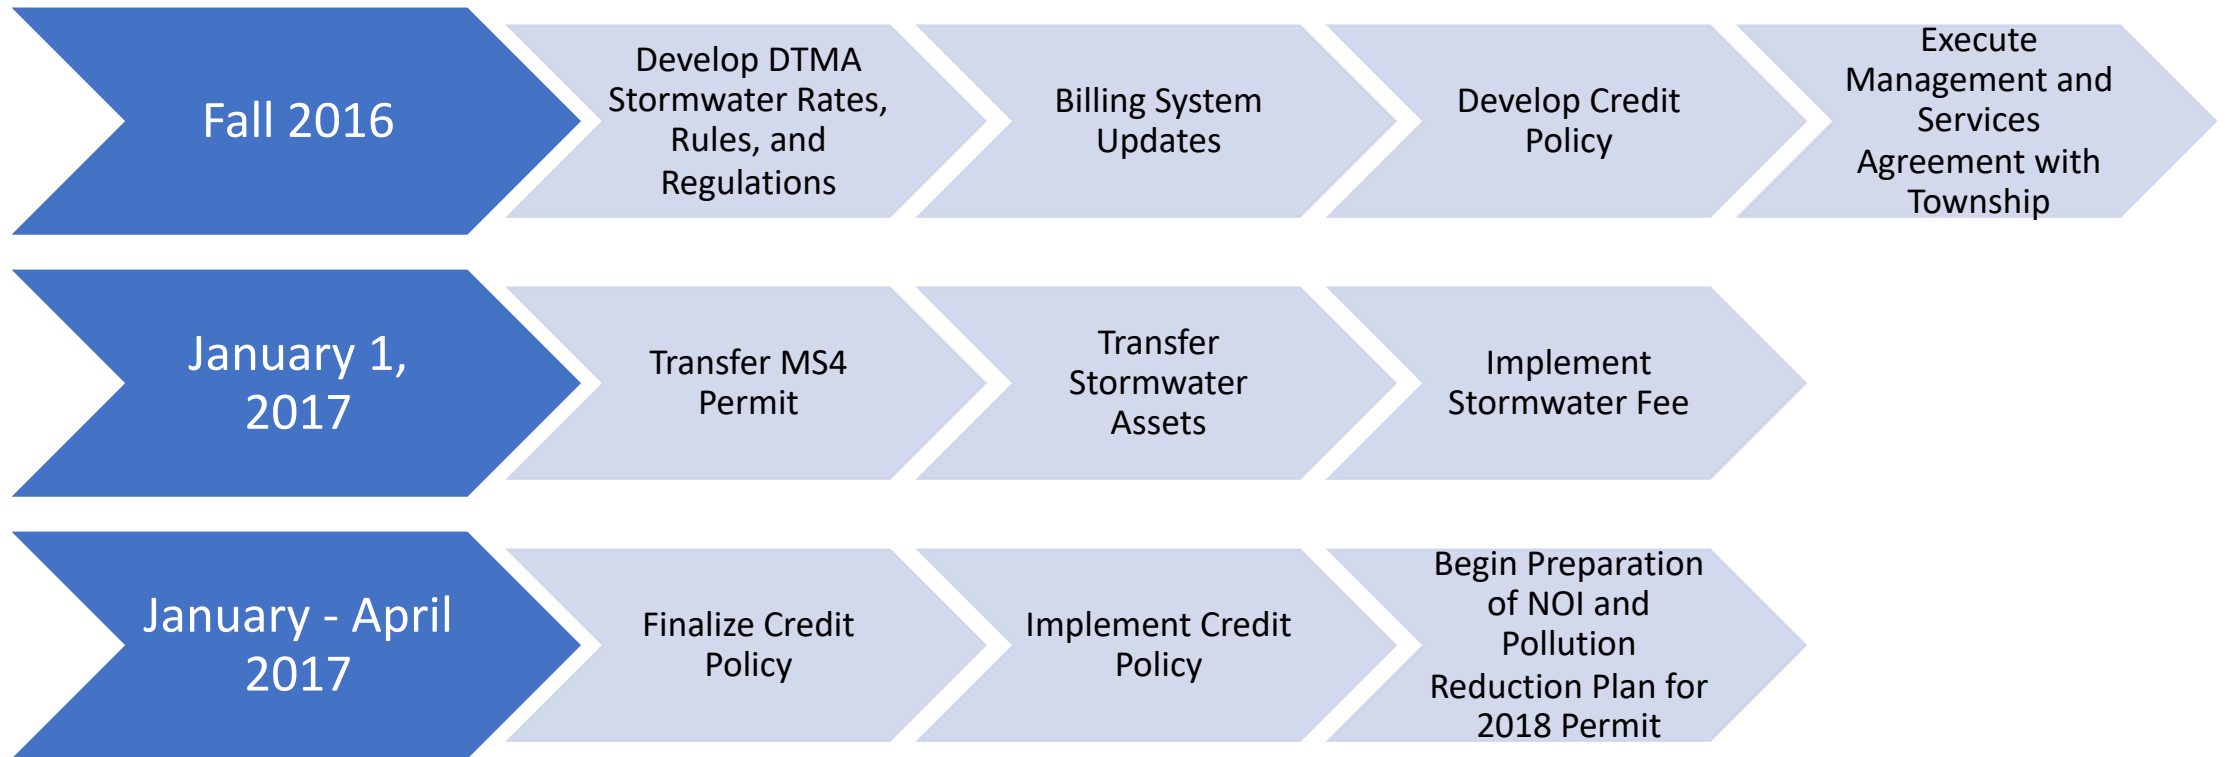 Fall 2016
Develop DTMA
Stormwater Rates,
Rules, and
Regulations
Billing System
Updates
Develop Credit
Policy
Execute
Management and
Services
Agreement with
Township
January 1,
2017
Transfer MS4
Permit
Transfer
Stormwater
Assets
Implement
Stormwater Fee
January - April
2017
Finalize Credit
Policy
Implement Credit
Policy
Begin Preparation
of NOI and
Pollution
Reduction Plan for
2018 Permit